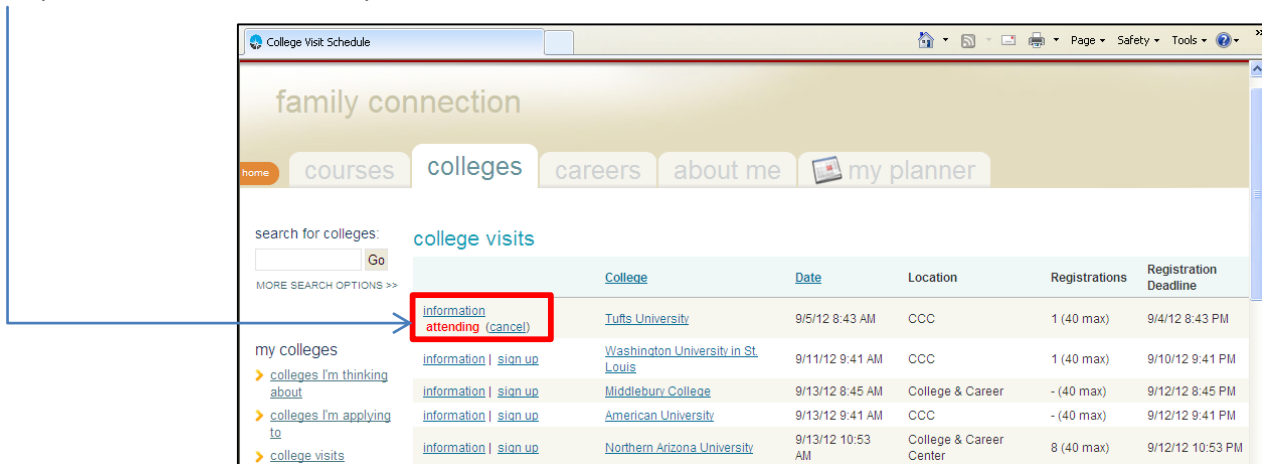 College Visit Schedule
Page Safety Tools
family connection
home courses colleges careers about me my planner
search for colleges:
Go
MORE SEARCH OPTIONS >>
my colleges
colleges I'm thinking
about
colleges I'm applying
to
college visits
college visits
College Date Location Registrations Registration Deadline
information attending (cancel) Tufts University 9/5/12 8:43 AM CCC 1 (40 max) 9/4/12 8:43 PM
information | sign up Washington University in St. Louis 9/11/12 9:41 AM CCC 1 (40 max) 9/10/12 9:41 PM
information | sign up Middlebury College 9/13/12 8:45 AM College & Career - (40 max) 9/12/12 8:45 PM
information | sign up American University 9/13/12 9:41 AM CCC - (40 max) 9/12/12 9:41 PM
information | sign up Northern Arizona University 9/13/12 10:53 AM College & Career Center 8 (40 max) 9/12/12 10:53 PM